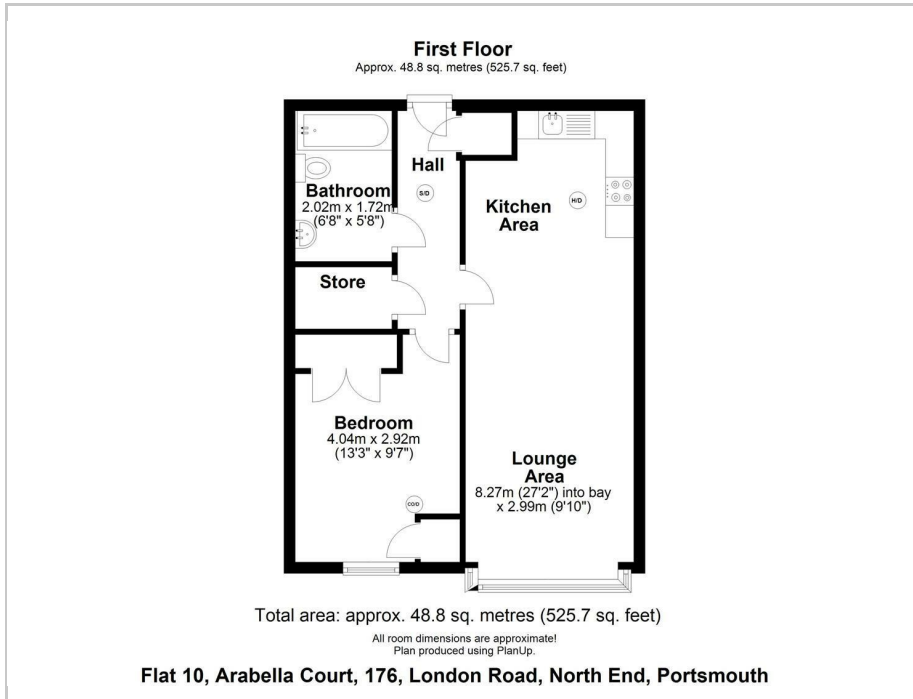 First Floor
Approx. 48.8 sq. metres (525.7 sq. feet)
Hall
S/D
Bathroom
2.02m x 1.72m
(6'8" x 5'8")
Kitchen
Area
H/D
Store
Bedroom
4.04m x 2.92m
(13'3" x 9'7")
CO/D
Lounge
Area
8.27m (27'2") into bay
x 2.99m (9'10")
Total area: approx. 48.8 sq. metres (525.7 sq. feet)
All room dimensions are approximate!
Plan produced using PlanUp.
Flat 10, Arabella Court, 176, London Road, North End, Portsmouth